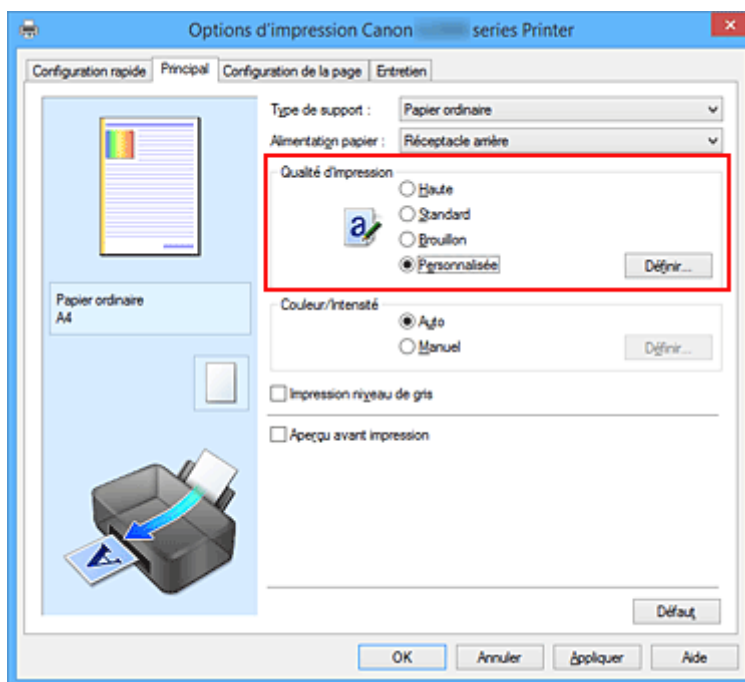 Options d'impression Canon series Printer
Configuration rapide Principal Configuration de la page Entretien
Type de support : Papier ordinaire
Alimentation papier : Réceptacle arrière
Qualité d'impression
Haute
Standard
a
Brouillon
Personnalisée Définir...
Papier ordinaire
A4
Couleur/Intensité
Auto
Manuel Définir...
Impression niveau de gris
Aperçu avant impression
A
Défaut
OK Annuler Appliquer Aide